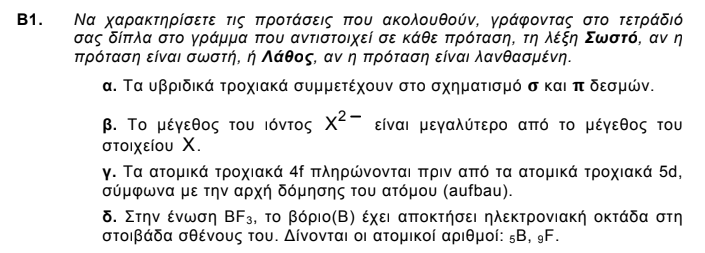 Β1. Να χαρακτηρίσετε τις προτάσεις που ακολουθούν, γράφοντας στο τετράδιό
σας δίπλα στο γράμμα που αντιστοιχεί σε κάθε πρόταση, τη λέξη Σωστό, αν η
πρόταση είναι σωστή, ή Λάθος, αν η πρόταση είναι λανθασμένη.
α. Τα υβριδικά τροχιακά συμμετέχουν στο σχηματισμό σ και π δεσμών.
β. Το μέγεθος του ιόντος X²⁻ είναι μεγαλύτερο από το μέγεθος του
στοιχείου X.
γ. Τα ατομικά τροχιακά 4f πληρώνονται πριν από τα ατομικά τροχιακά 5d,
σύμφωνα με την αρχή δόμησης του ατόμου (aufbau).
δ. Στην ένωση BF₃, το βόριο(B) έχει αποκτήσει ηλεκτρονιακή οκτάδα στη
στοιβάδα σθένους του. Δίνονται οι ατομικοί αριθμοί: ₅B, ₉F.